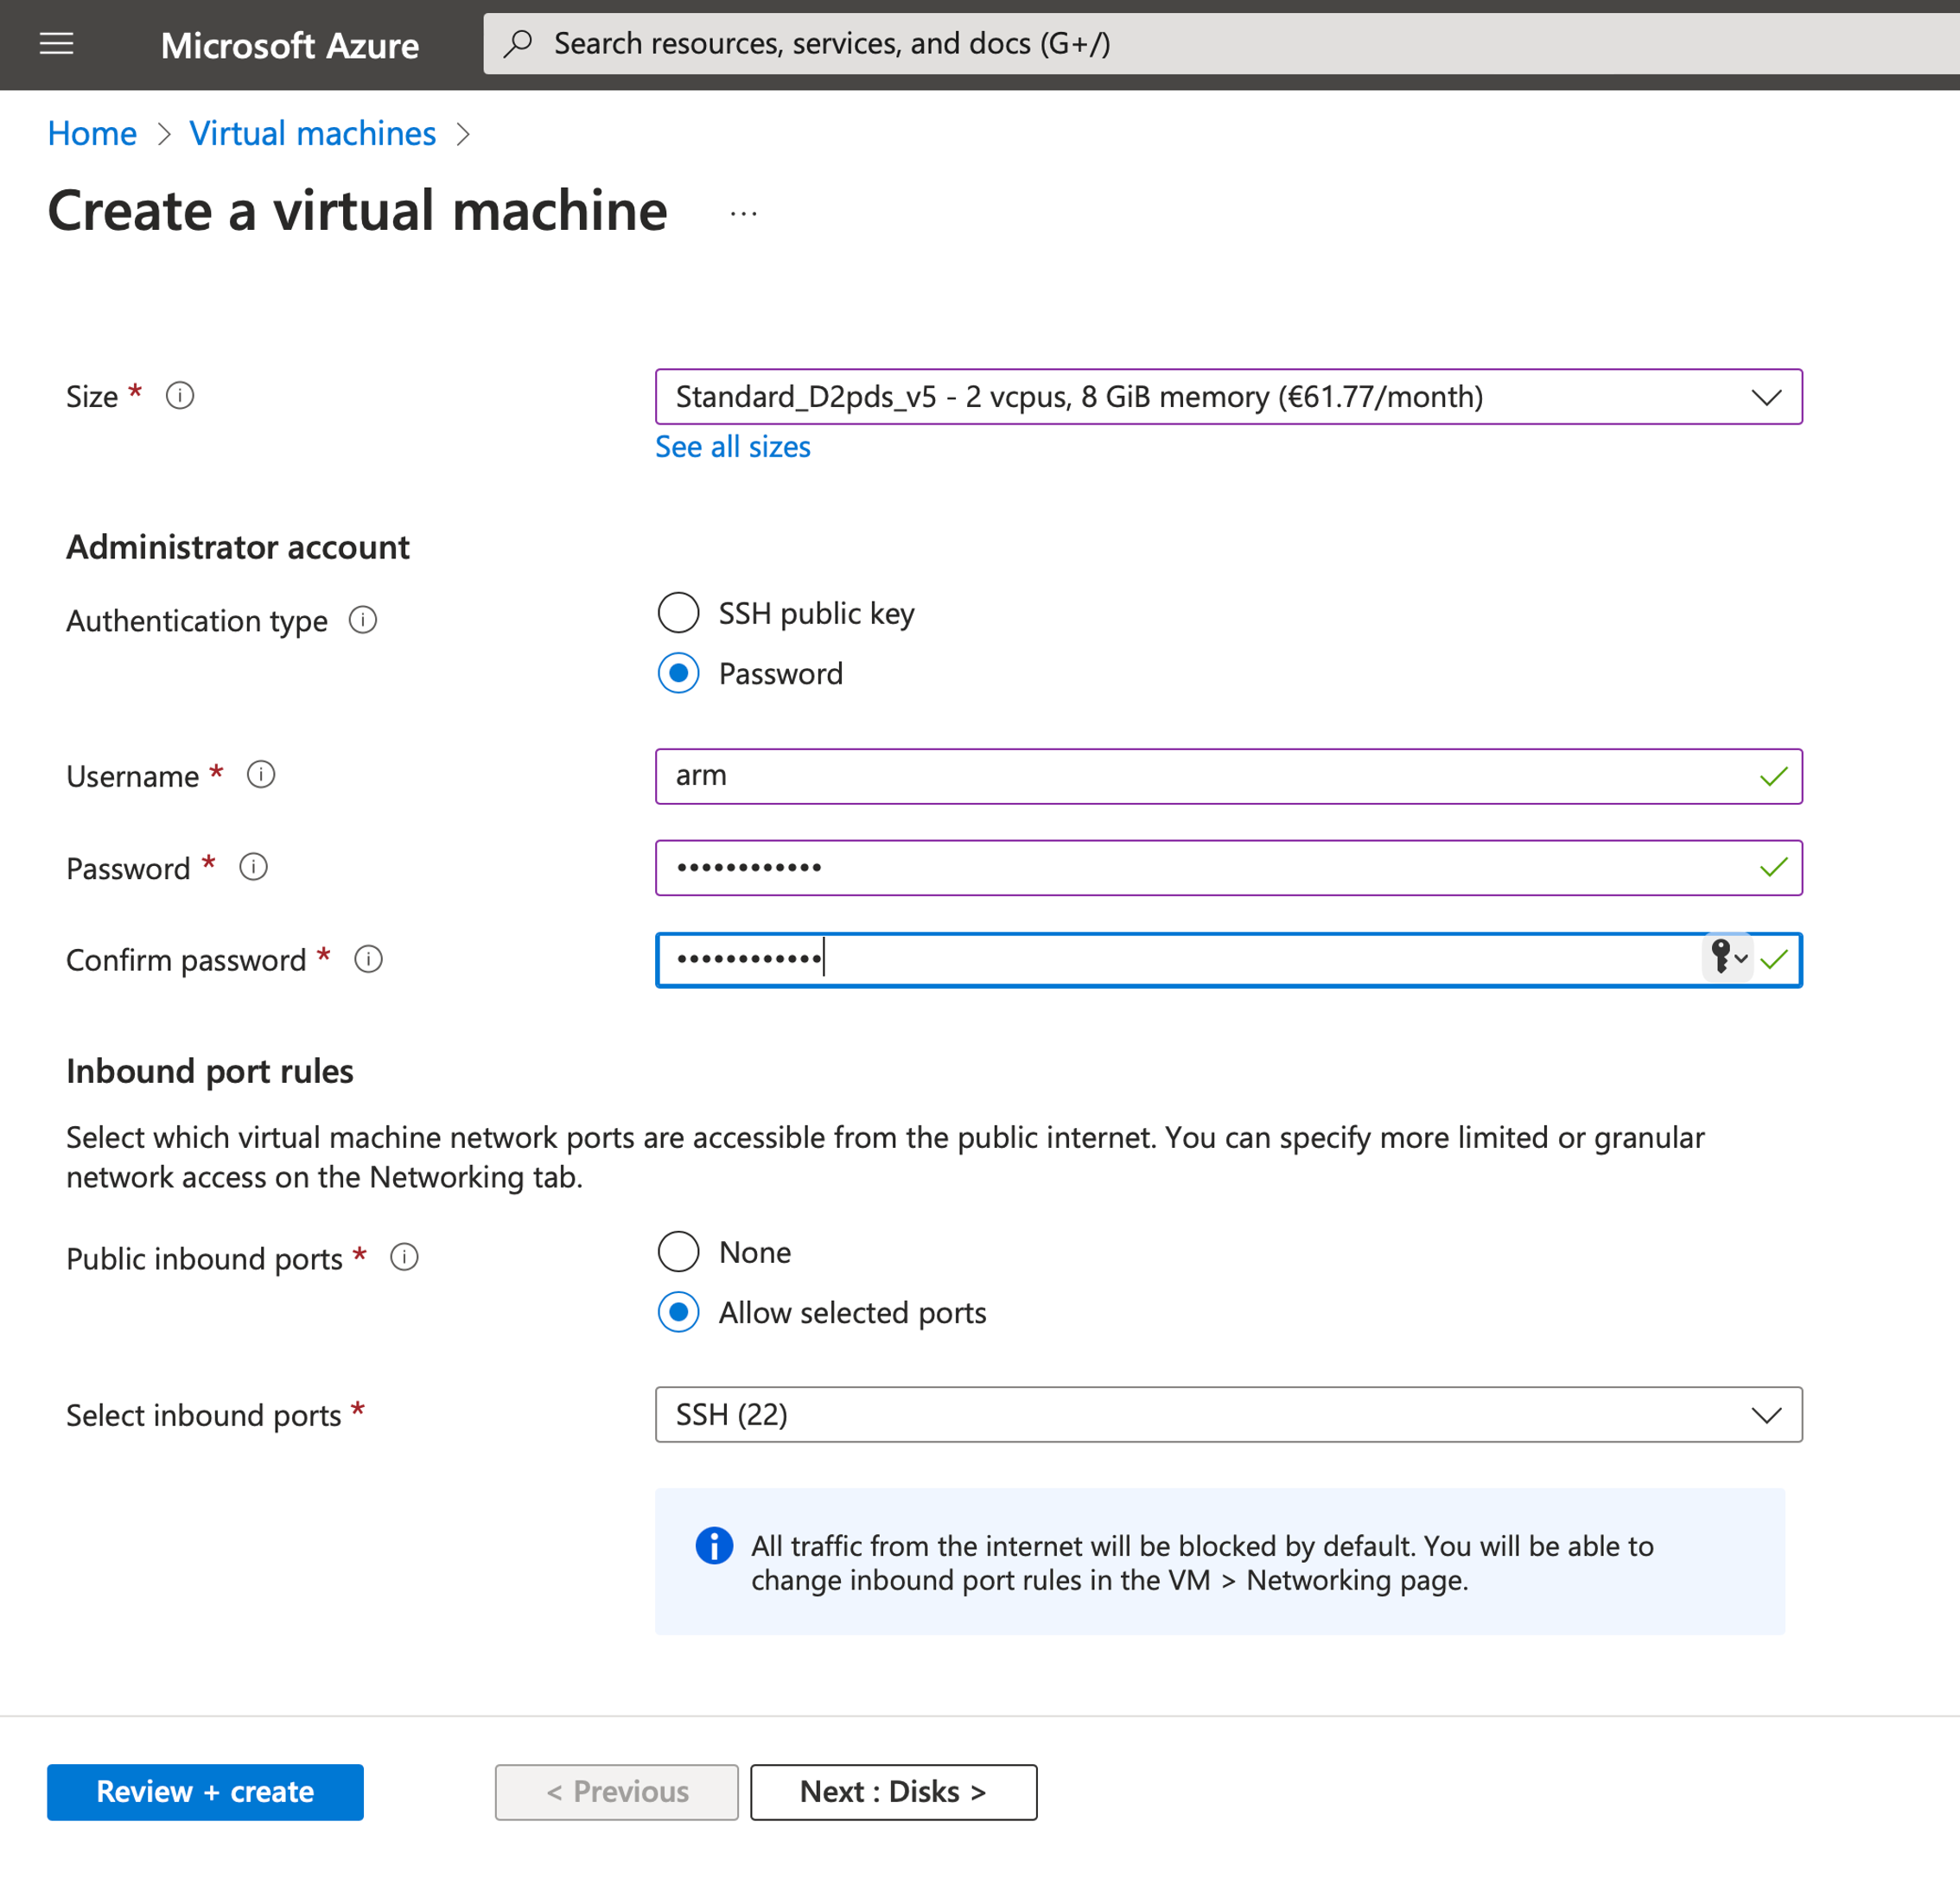 Microsoft Azure
Search resources, services, and docs (G+/)
Home > Virtual machines >
Create a virtual machine ...
Size * Standard_D2pds_v5 - 2 vcpus, 8 GiB memory (€61.77/month)
See all sizes
Administrator account
Authentication type
SSH public key
Password
Username * arm
Password * ••••••••••••
Confirm password * ••••••••••••
Inbound port rules
Select which virtual machine network ports are accessible from the public internet. You can specify more limited or granular
network access on the Networking tab.
Public inbound ports *
None
Allow selected ports
Select inbound ports * SSH (22)
All traffic from the internet will be blocked by default. You will be able to
change inbound port rules in the VM > Networking page.
Review + create
< Previous
Next : Disks >